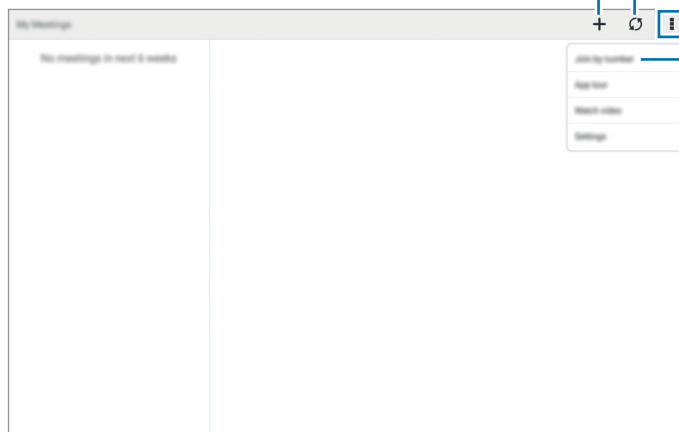 My Meetings
No meetings in next 6 weeks
Join by number
App tour
Watch video
Settings